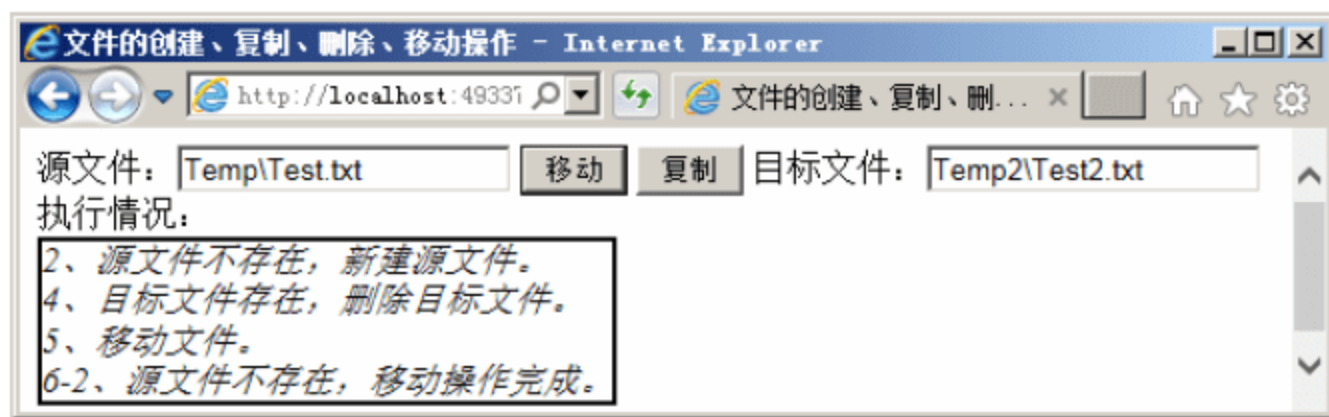 文件的创建、复制、删除、移动操作 - Internet Explorer
http://localhost:49337 文件的创建、复制、删...
源文件：Temp\Test.txt 移动 复制 目标文件：Temp2\Test2.txt
执行情况：
2、源文件不存在，新建源文件。
4、目标文件存在，删除目标文件。
5、移动文件。
6-2、源文件不存在，移动操作完成。